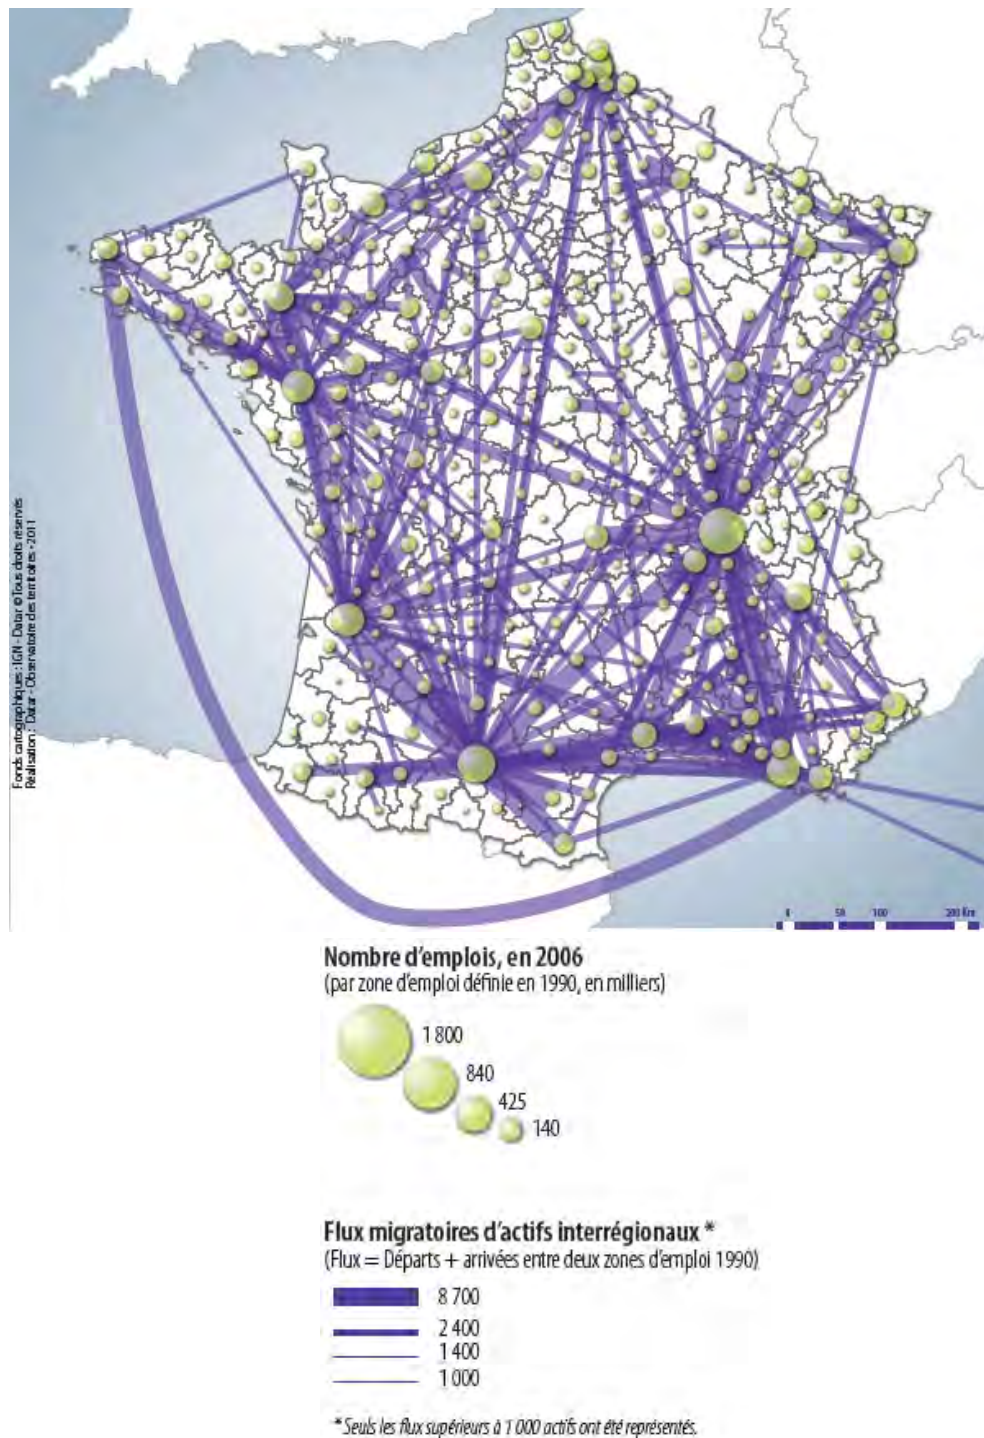 Fonds cartographiques : IGN - Datar © Tous droits réservés
Réalisation : Datar - Observatoire des territoires • 2011
0 50 100 200 Km
Nombre d'emplois, en 2006
(par zone d'emploi définie en 1990, en milliers)
1 800
840
425
140
Flux migratoires d'actifs interrégionaux *
(Flux = Départs + arrivées entre deux zones d'emploi 1990)
8 700
2 400
1 400
1 000
* Seuls les flux supérieurs à 1 000 actifs ont été représentés.